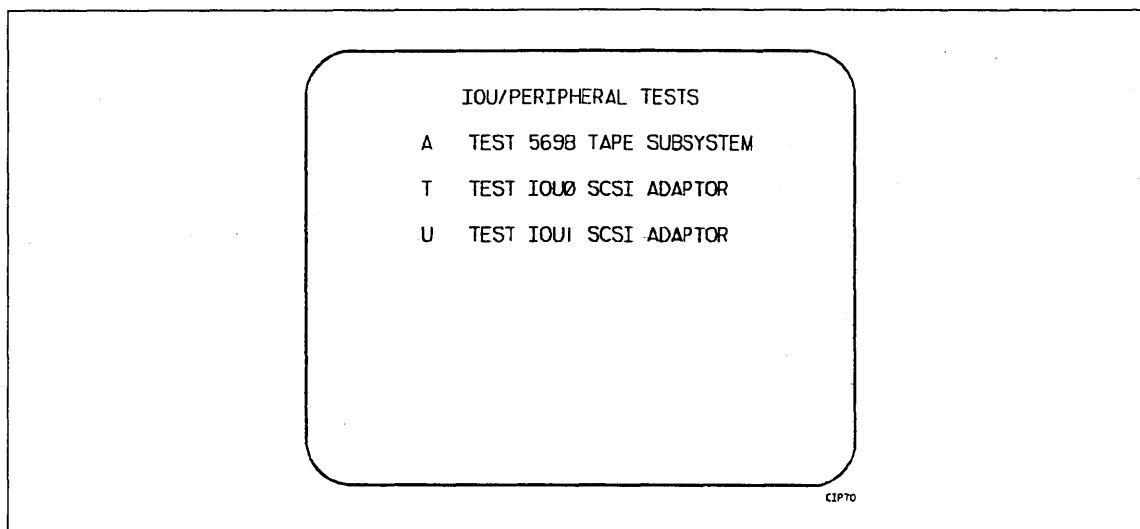 IOU/PERIPHERAL TESTS
A TEST 5698 TAPE SUBSYSTEM
T TEST IOU0 SCSI ADAPTOR
U TEST IOU1 SCSI ADAPTOR
CIP70